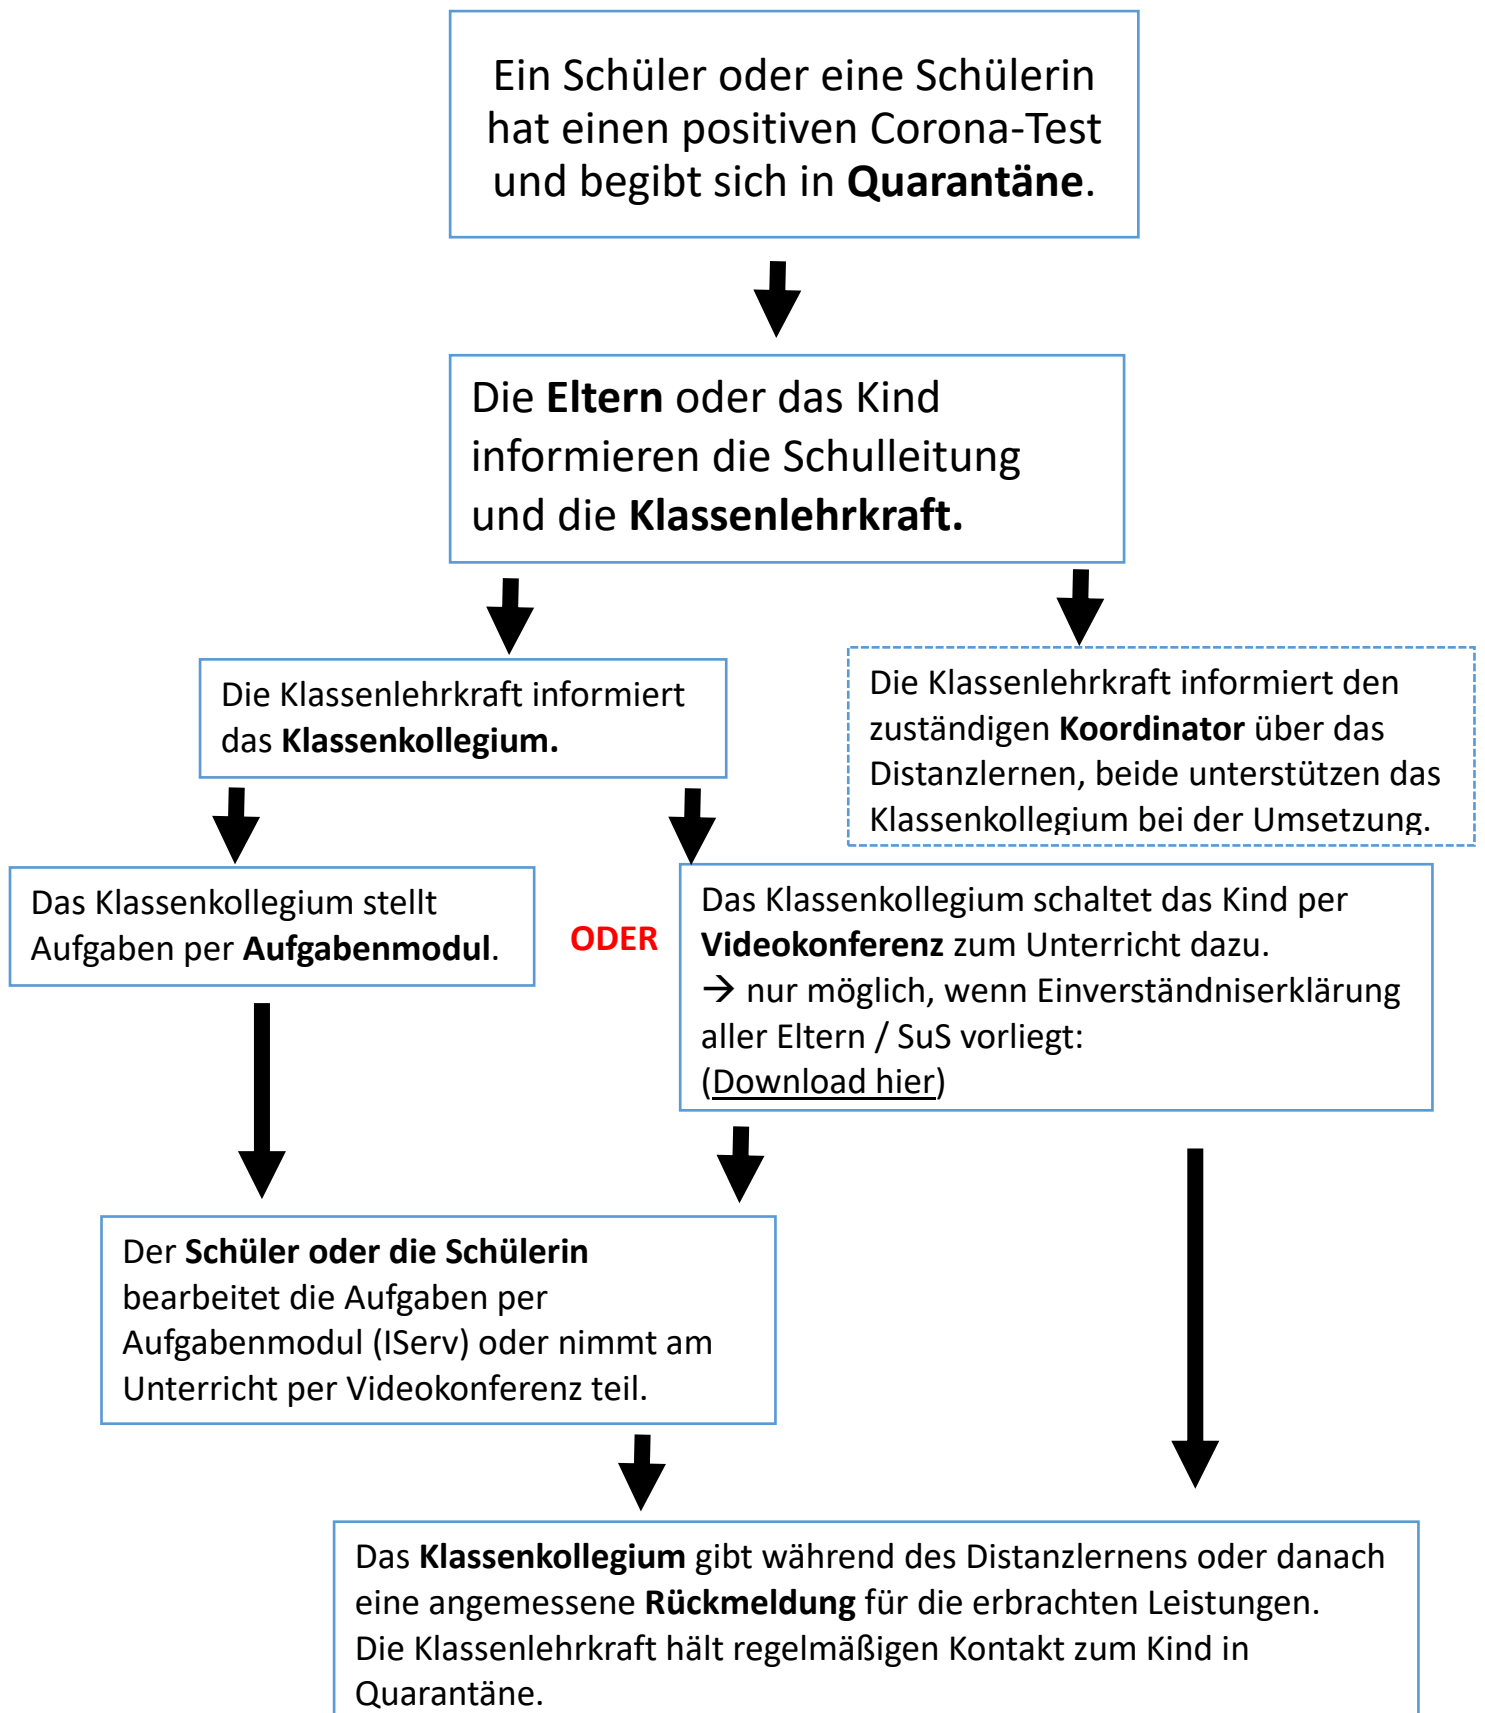 Ein Schüler oder eine Schülerin
hat einen positiven Corona-Test
und begibt sich in Quarantäne.
Die Eltern oder das Kind
informieren die Schulleitung
und die Klassenlehrkraft.
Die Klassenlehrkraft informiert
das Klassenkollegium.
Die Klassenlehrkraft informiert den
zuständigen Koordinator über das
Distanzlernen, beide unterstützen das
Klassenkollegium bei der Umsetzung.
Das Klassenkollegium stellt
Aufgaben per Aufgabenmodul.
ODER
Das Klassenkollegium schaltet das Kind per
Videokonferenz zum Unterricht dazu.
→ nur möglich, wenn Einverständniserklärung
aller Eltern / SuS vorliegt:
(Download hier)
Der Schüler oder die Schülerin
bearbeitet die Aufgaben per
Aufgabenmodul (IServ) oder nimmt am
Unterricht per Videokonferenz teil.
Das Klassenkollegium gibt während des Distanzlernens oder danach
eine angemessene Rückmeldung für die erbrachten Leistungen.
Die Klassenlehrkraft hält regelmäßigen Kontakt zum Kind in
Quarantäne.